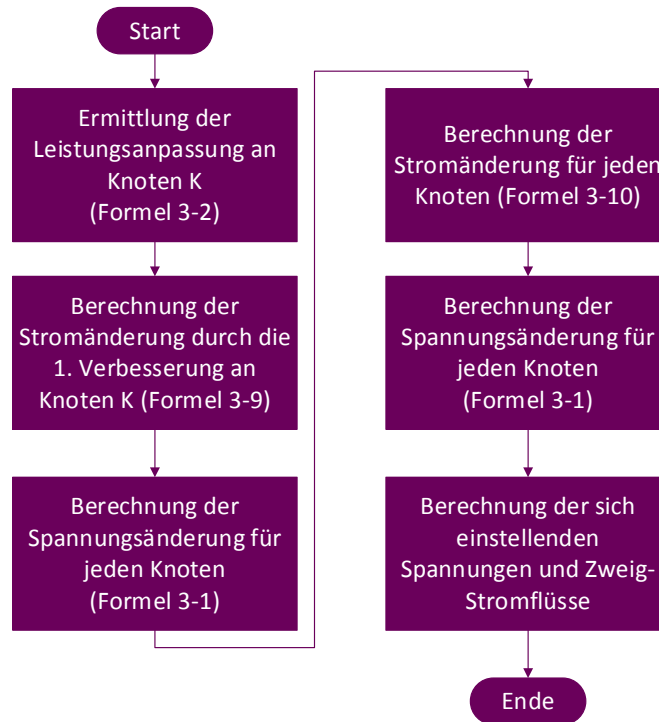 Start
Ermittlung der
Leistungsanpassung an
Knoten K
(Formel 3-2)
Berechnung der
Stromänderung durch die
1. Verbesserung an
Knoten K (Formel 3-9)
Berechnung der
Spannungsänderung für
jeden Knoten
(Formel 3-1)
Berechnung der
Stromänderung für jeden
Knoten (Formel 3-10)
Berechnung der
Spannungsänderung für
jeden Knoten
(Formel 3-1)
Berechnung der sich
einstellenden
Spannungen und Zweig-
Stromflüsse
Ende